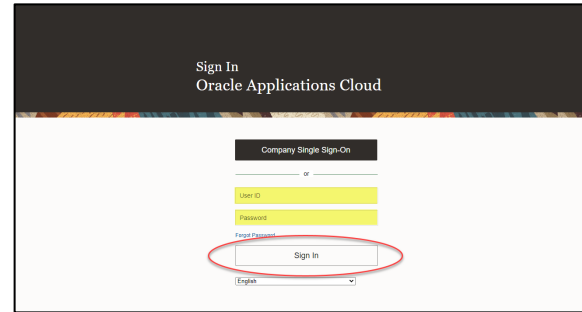 Sign In
Oracle Applications Cloud
Company Single Sign-On
or
User ID
Password
Forgot Password
Sign In
English